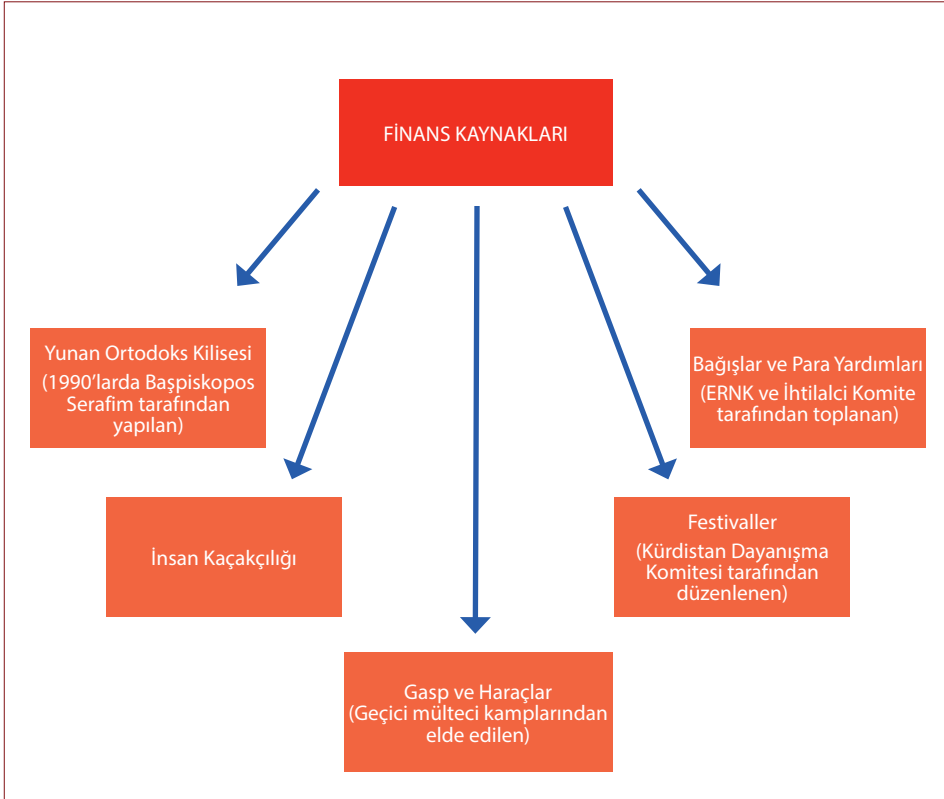 FİNANS KAYNAKLARI
Yunan Ortodoks Kilisesi
(1990'larda Başpiskopos
Serafim tarafından
yapılan)
Bağışlar ve Para Yardımları
(ERNK ve İhtilalci Komite
tarafından toplanan)
İnsan Kaçakçılığı
Festivaller
(Kürdistan Dayanışma
Komitesi tarafından
düzenlenen)
Gasp ve Haraçlar
(Geçici mülteci kamplarından
elde edilen)